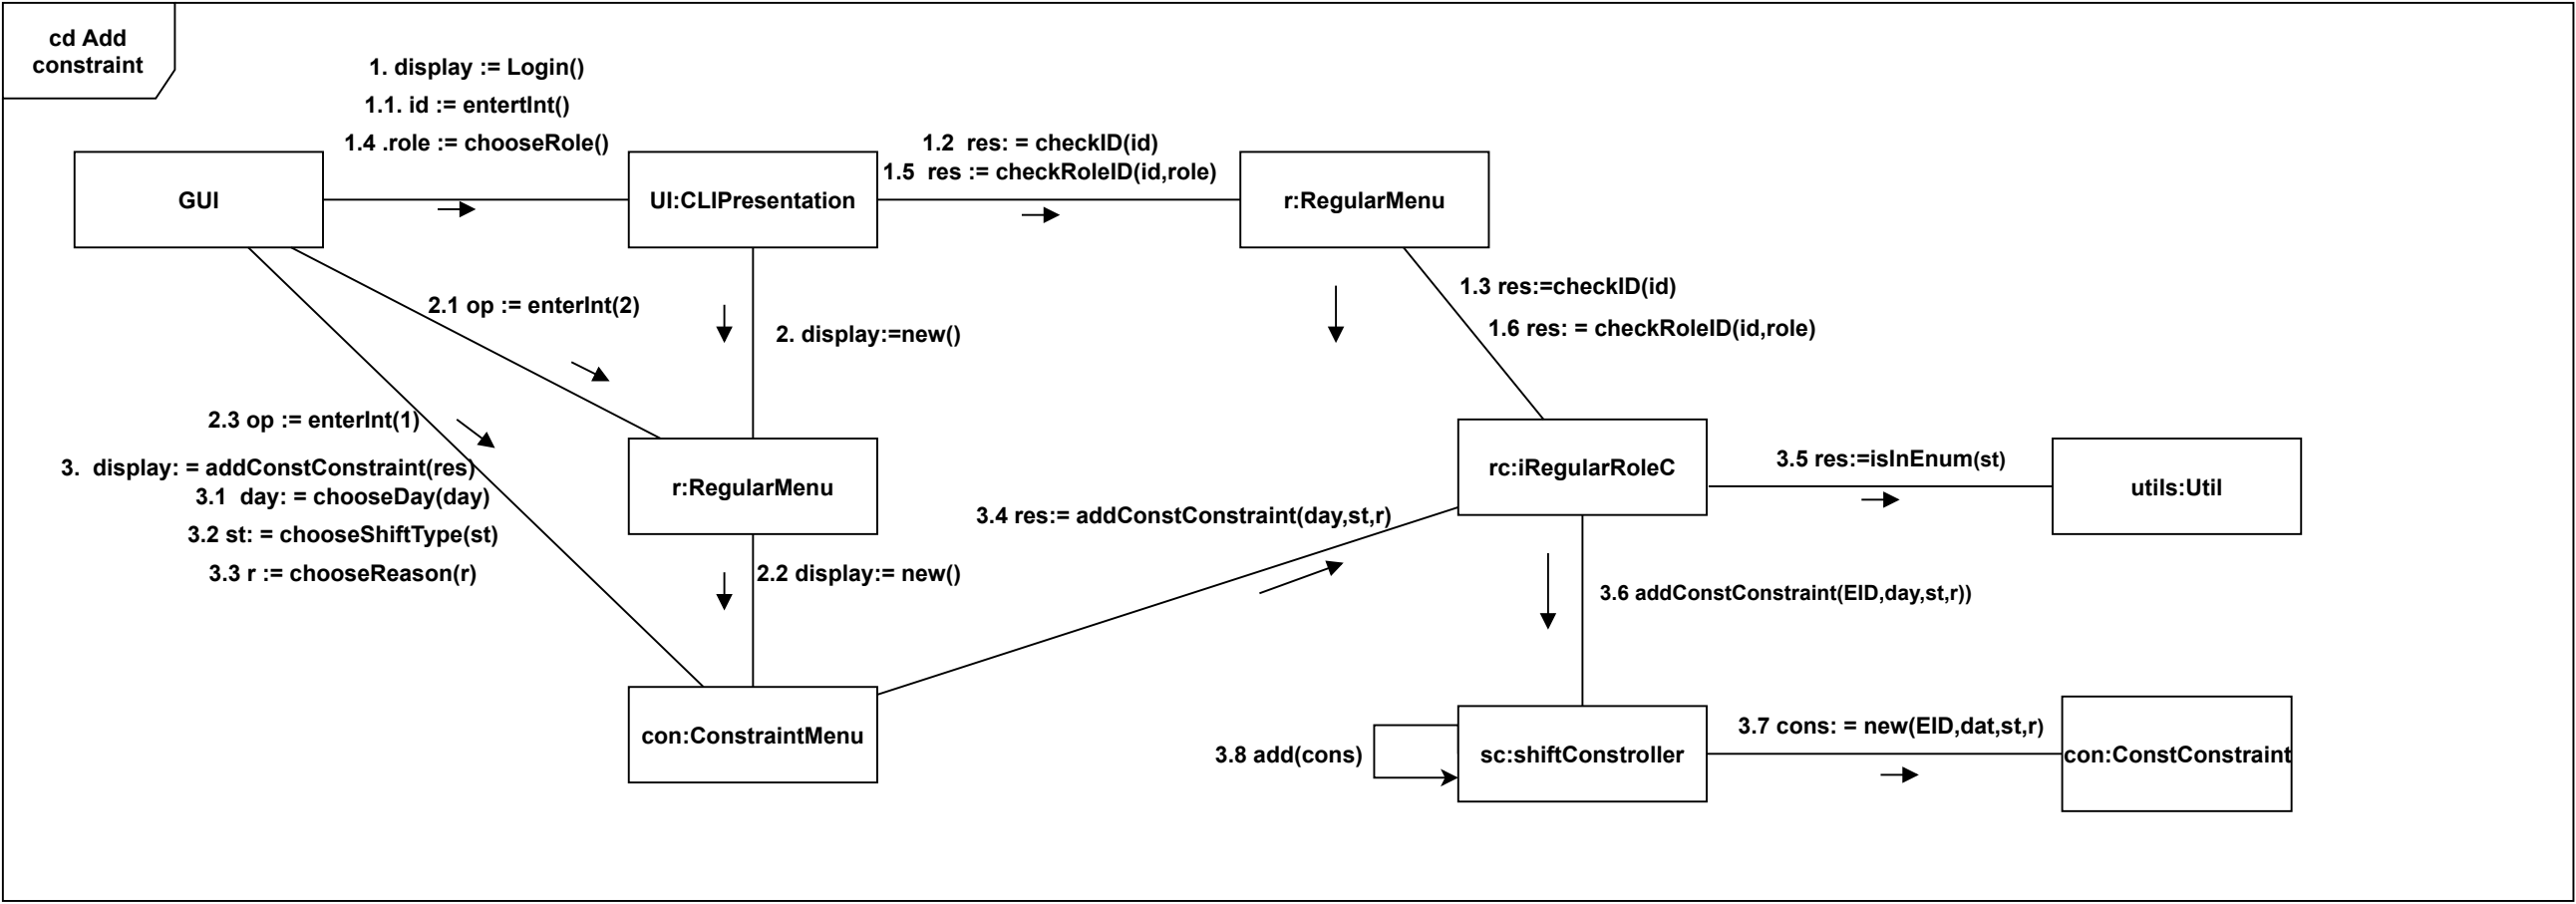 cd Add
constraint
1. display := Login()
1.1. id := entertInt()
1.4 .role := chooseRole()
1.2  res: = checkID(id)
1.5  res := checkRoleID(id,role)
GUI
UI:CLIPresentation
r:RegularMenu
1.3 res:=checkID(id)
1.6 res: = checkRoleID(id,role)
2.1 op := enterInt(2)
2. display:=new()
2.3 op := enterInt(1)
3.  display: = addConstConstraint(res)
3.1  day: = chooseDay(day)
3.2 st: = chooseShiftType(st)
3.3 r := chooseReason(r)
r:RegularMenu
rc:iRegularRoleC
3.5 res:=isInEnum(st)
utils:Util
3.4 res:= addConstConstraint(day,st,r)
2.2 display:= new()
3.6 addConstConstraint(EID,day,st,r))
con:ConstraintMenu
3.8 add(cons)
sc:shiftConstroller
3.7 cons: = new(EID,dat,st,r)
con:ConstConstraint